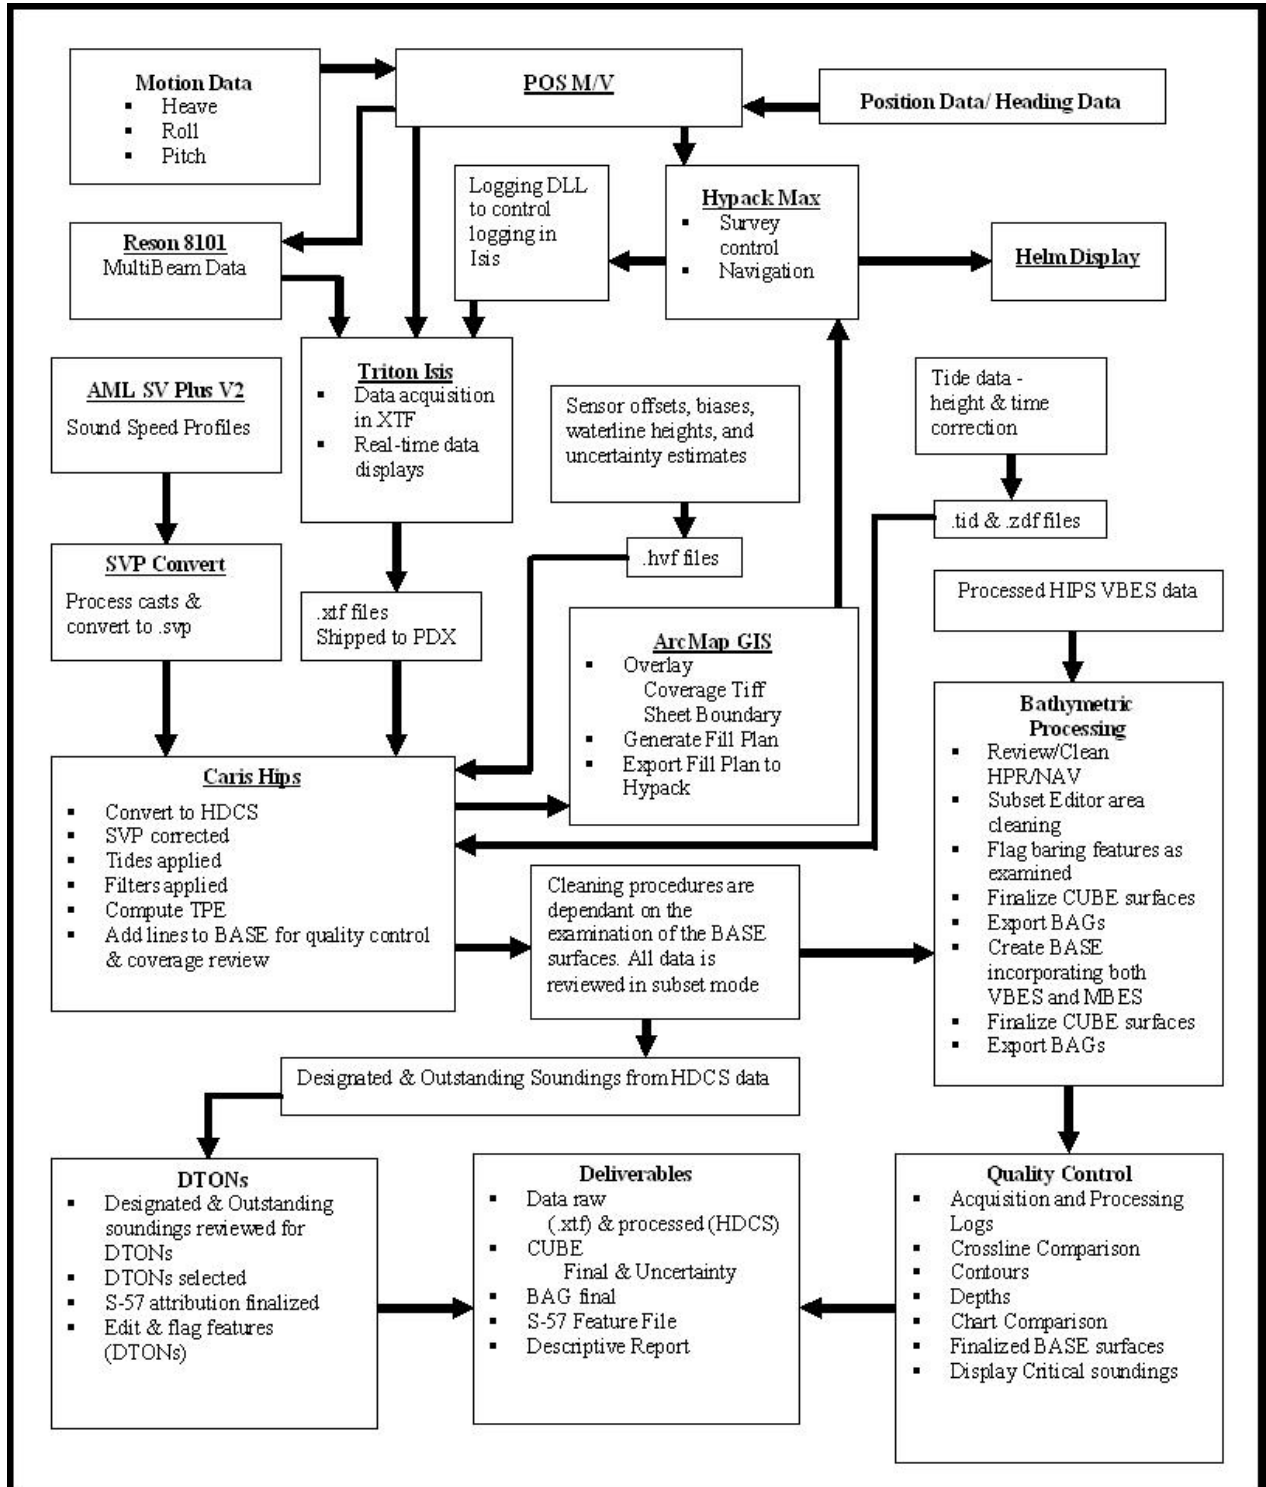 Motion Data
▪ Heave
▪ Roll
▪ Pitch
POS M/V
Position Data/ Heading Data
Reson 8101
MultiBeam Data
Logging DLL
to control
logging in
Isis
Hypack Max
▪ Survey
control
▪ Navigation
Helm Display
AML SV Plus V2
Sound Speed Profiles
Triton Isis
▪ Data acquisition
in XTF
▪ Real-time data
displays
Sensor offsets, biases,
waterline heights, and
uncertainty estimates
Tide data -
height & time
correction
.tid & .zdf files
.hvf files
SVP Convert
Process casts &
convert to .svp
.xtf files
Shipped to PDX
ArcMap GIS
▪ Overlay
Coverage Tiff
Sheet Boundary
▪ Generate Fill Plan
▪ Export Fill Plan to
Hypack
Processed HIPS VBES data
Caris Hips
▪ Convert to HDCS
▪ SVP corrected
▪ Tides applied
▪ Filters applied
▪ Compute TPE
▪ Add lines to BASE for quality control
& coverage review
Cleaning procedures are
dependant on the
examination of the BASE
surfaces. All data is
reviewed in subset mode
Bathymetric
Processing
▪ Review/Clean
HPR/NAV
▪ Subset Editor area
cleaning
▪ Flag baring features as
examined
▪ Finalize CUBE surfaces
▪ Export BAGs
▪ Create BASE
incorporating both
VBES and MBES
▪ Finalize CUBE surfaces
▪ Export BAGs
Designated & Outstanding Soundings from HDCS data
DTONs
▪ Designated & Outstanding
soundings reviewed for
DTONs
▪ DTONs selected
▪ S-57 attribution finalized
▪ Edit & flag features
(DTONs)
Deliverables
▪ Data raw
(.xtf) & processed (HDCS)
▪ CUBE
Final & Uncertainty
▪ BAG final
▪ S-57 Feature File
▪ Descriptive Report
Quality Control
▪ Acquisition and Processing
Logs
▪ Crossline Comparison
▪ Contours
▪ Depths
▪ Chart Comparison
▪ Finalized BASE surfaces
▪ Display Critical soundings